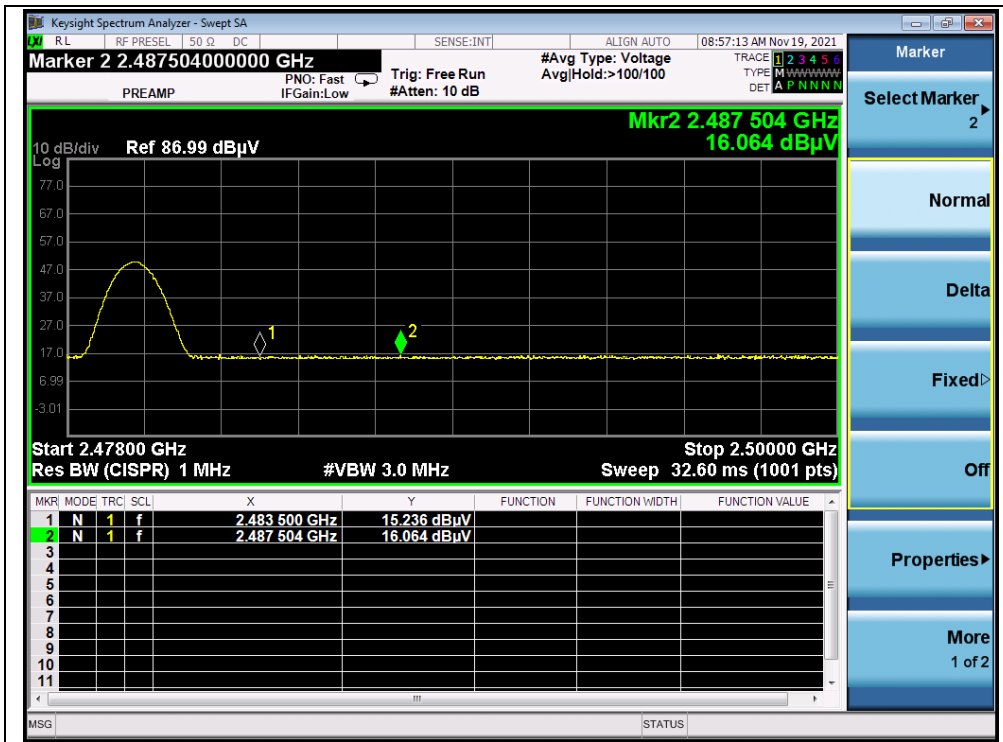 Keysight Spectrum Analyzer - Swept SA
LXI RL RF PRESEL 50 Ω DC SENSE:INT ALIGN AUTO 08:57:13 AM Nov 19, 2021
Marker 2 2.487504000000 GHz
PREAMP
PNO: Fast
IFGain:Low
Trig: Free Run
#Atten: 10 dB
#Avg Type: Voltage
Avg|Hold:>100/100
TRACE 1 2 3 4 5 6
TYPE M W W W W W
DET A P N N N N
Mkr2 2.487 504 GHz
16.064 dBµV
10 dB/div Ref 86.99 dBµV
Log
77.0
67.0
57.0
47.0
37.0
27.0
17.0
6.99
-3.01
1
2
Start 2.47800 GHz Stop 2.50000 GHz
Res BW (CISPR) 1 MHz #VBW 3.0 MHz Sweep 32.60 ms (1001 pts)
MKR MODE TRC SCL X Y FUNCTION FUNCTION WIDTH FUNCTION VALUE
1 N 1 f 2.483 500 GHz 15.236 dBµV
2 N 1 f 2.487 504 GHz 16.064 dBµV
3
4
5
6
7
8
9
10
11
MSG STATUS
Marker
Select Marker
2
Normal
Delta
Fixed
Off
Properties
More
1 of 2